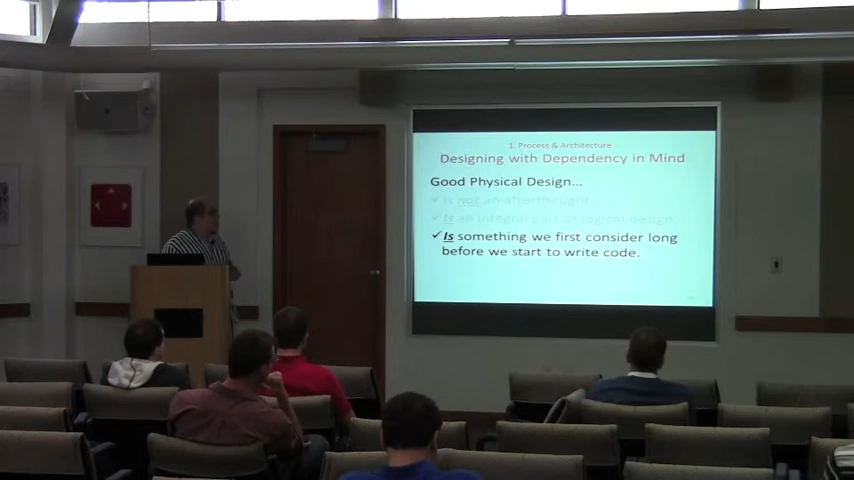 1. Process & Architecture
Designing with Dependency in Mind
Good Physical Design...
✓ Is not an afterthought.
✓ Is an integral part of logical design.
✓ Is something we first consider long
before we start to write code.